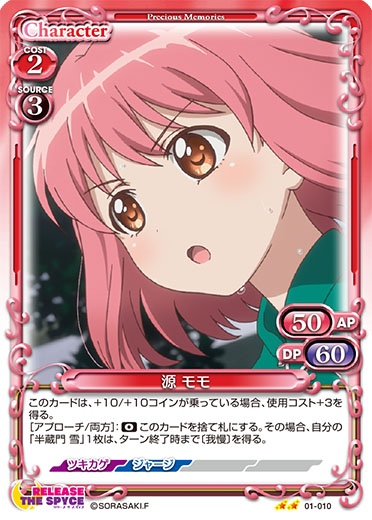 Precious Memories
Character
COST
2
SOURCE
3
50 AP
DP 60
源 モモ
このカードは、+10/+10コインが乗っている場合、使用コスト+3を
得る。
[アプローチ/両方]:0このカードを捨て札にする。その場合、自分の
「半蔵門 雪」1枚は、ターン終了時まで〔我慢〕を得る。
ツキカゲ ジャージ
RELEASE
THE SPYCE
©SORASAKI.F
01-010